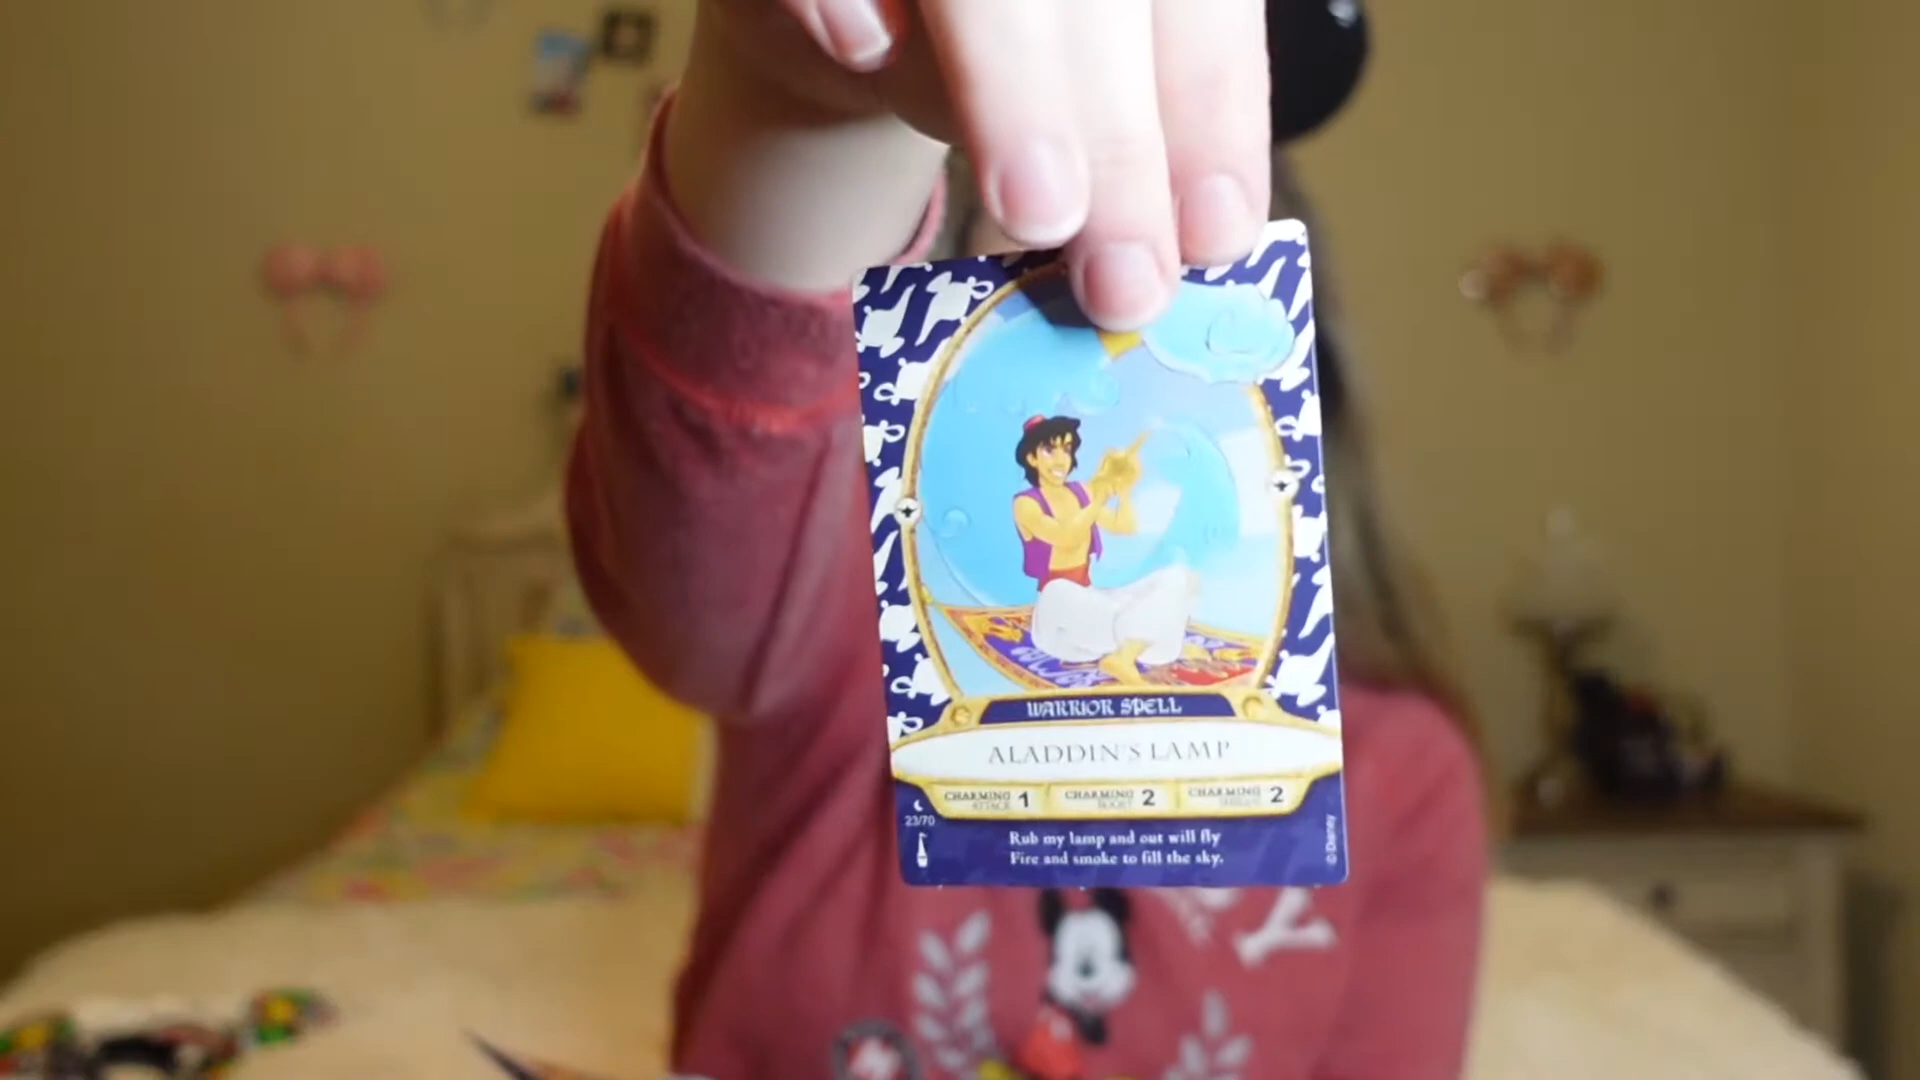 WARRIOR SPELL
ALADDIN'S LAMP
CHARMING ATTACK 1 CHARMING BOOST 2 CHARMING SHIELD 2
23/70
Rub my lamp and out will fly
Fire and smoke to fill the sky.
©Disney